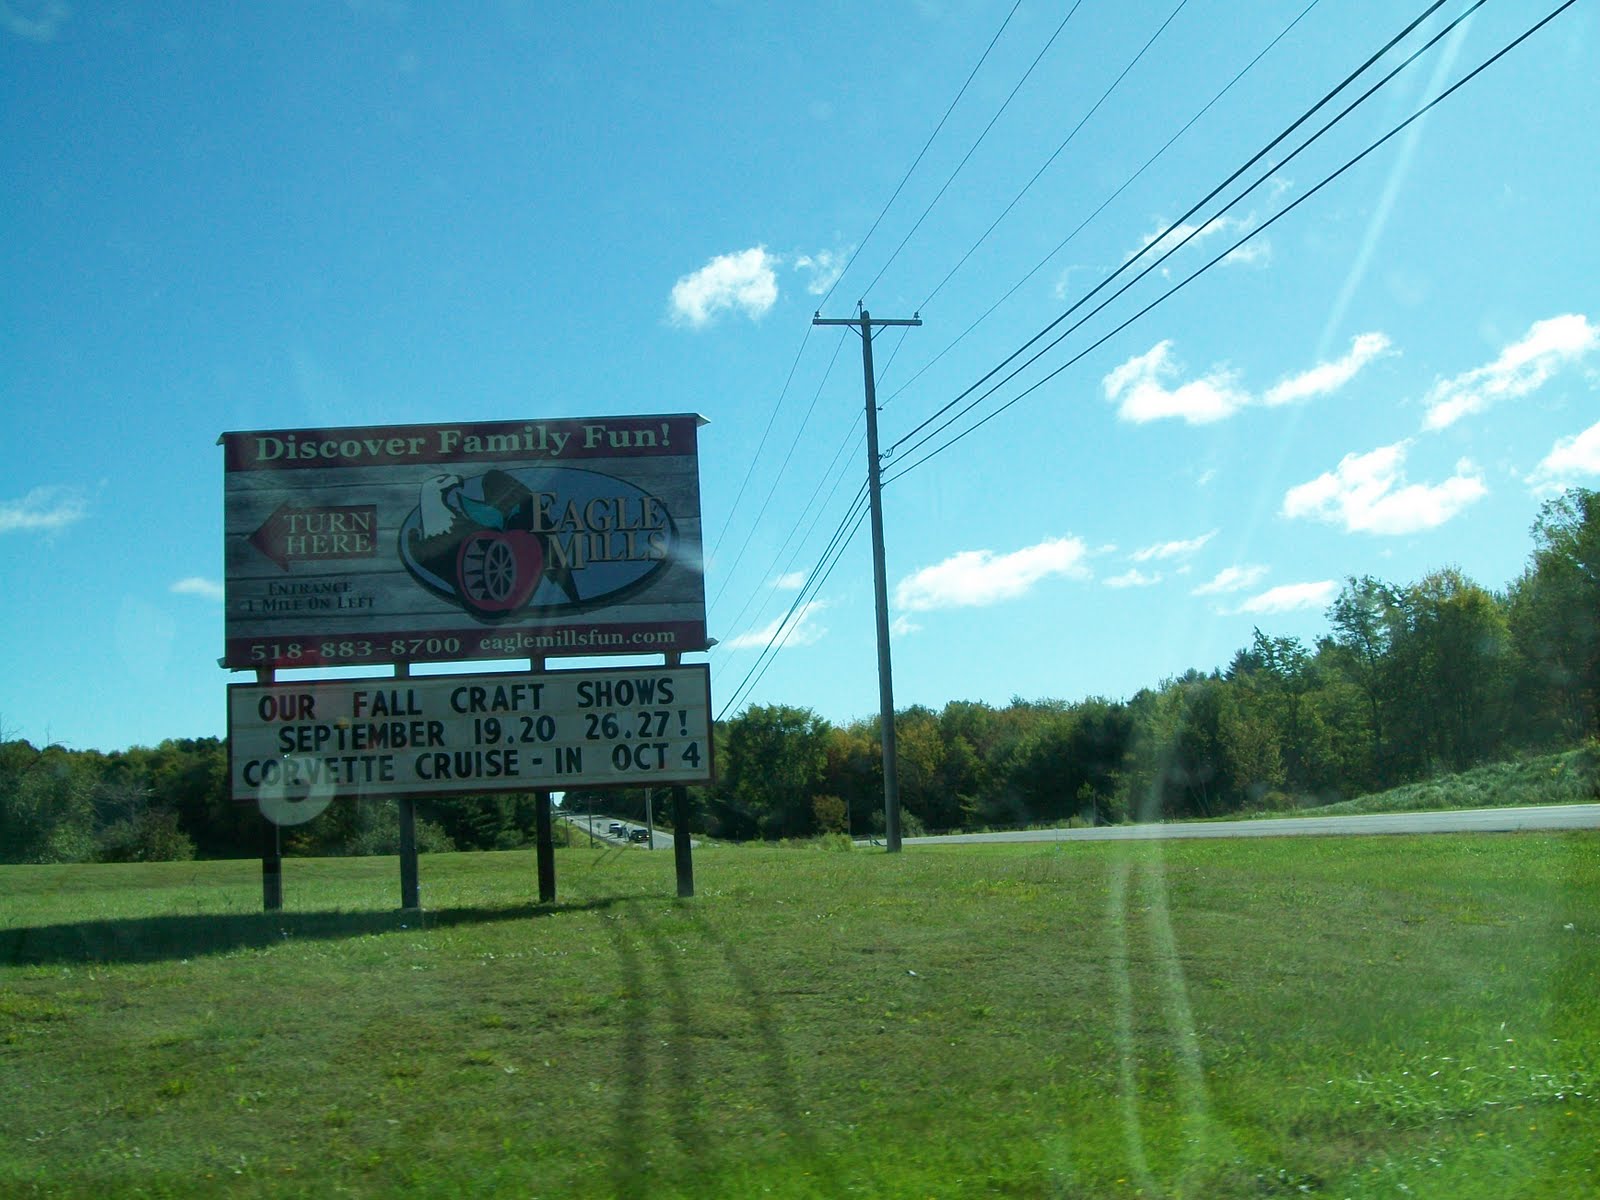 Discover Family Fun!
TURN
HERE
EAGLE
MILLS
ENTRANCE
1 MILE ON LEFT
518-883-8700 eaglemillsfun.com
OUR FALL CRAFT SHOWS
SEPTEMBER 19.20 26.27!
CORVETTE CRUISE-IN OCT 4